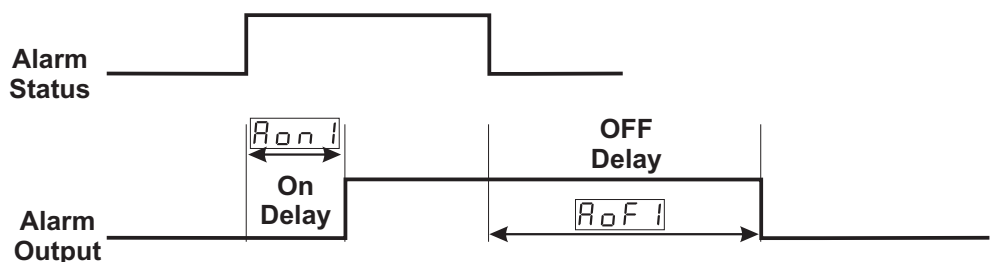 Alarm
Status
Aon1
OFF
Delay
On
Delay
AoF1
Alarm
Output